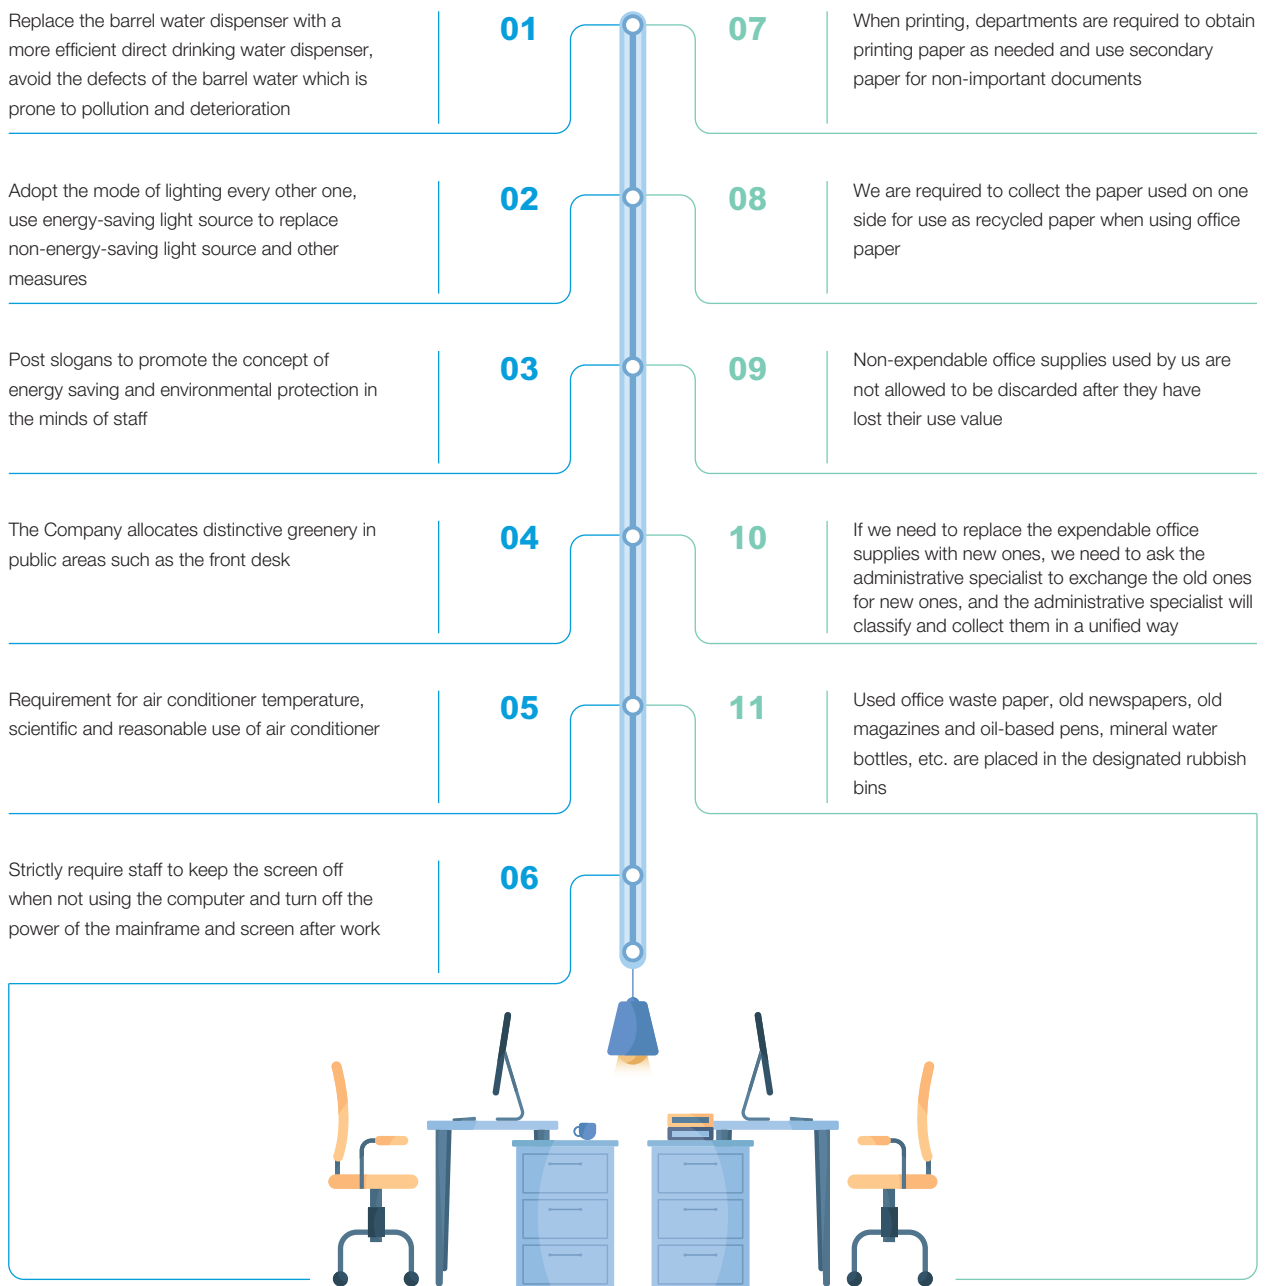 01
Replace the barrel water dispenser with a
more efficient direct drinking water dispenser,
avoid the defects of the barrel water which is
prone to pollution and deterioration
02
Adopt the mode of lighting every other one,
use energy-saving light source to replace
non-energy-saving light source and other
measures
03
Post slogans to promote the concept of
energy saving and environmental protection in
the minds of staff
04
The Company allocates distinctive greenery in
public areas such as the front desk
05
Requirement for air conditioner temperature,
scientific and reasonable use of air conditioner
06
Strictly require staff to keep the screen off
when not using the computer and turn off the
power of the mainframe and screen after work
07
When printing, departments are required to obtain
printing paper as needed and use secondary
paper for non-important documents
08
We are required to collect the paper used on one
side for use as recycled paper when using office
paper
09
Non-expendable office supplies used by us are
not allowed to be discarded after they have
lost their use value
10
If we need to replace the expendable office
supplies with new ones, we need to ask the
administrative specialist to exchange the old ones
for new ones, and the administrative specialist will
classify and collect them in a unified way
11
Used office waste paper, old newspapers, old
magazines and oil-based pens, mineral water
bottles, etc. are placed in the designated rubbish
bins